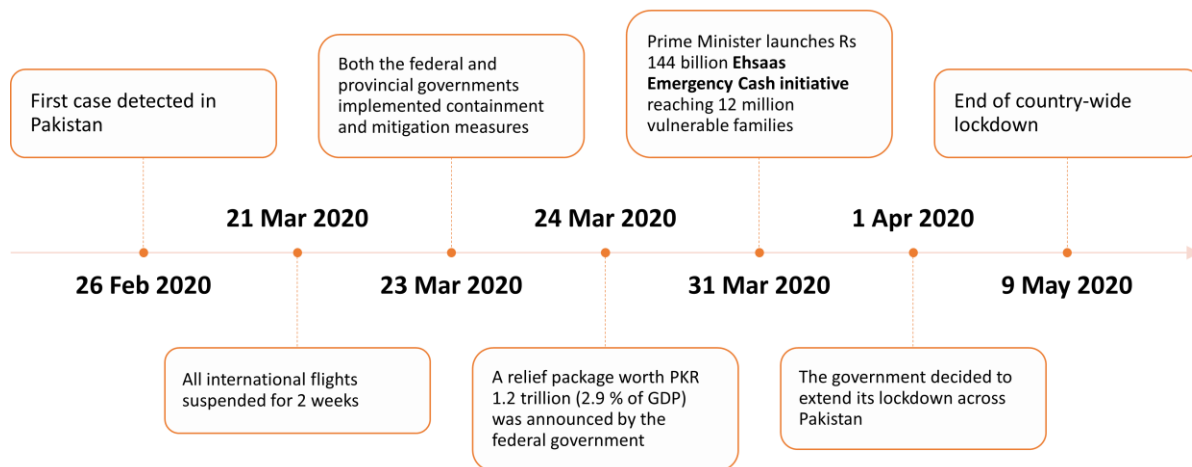 First case detected in
Pakistan
Both the federal and
provincial governments
implemented containment
and mitigation measures
Prime Minister launches Rs
144 billion Ehsaas
Emergency Cash initiative
reaching 12 million
vulnerable families
End of country-wide
lockdown
21 Mar 2020
24 Mar 2020
1 Apr 2020
26 Feb 2020
23 Mar 2020
31 Mar 2020
9 May 2020
All international flights
suspended for 2 weeks
A relief package worth PKR
1.2 trillion (2.9 % of GDP)
was announced by the
federal government
The government decided to
extend its lockdown across
Pakistan